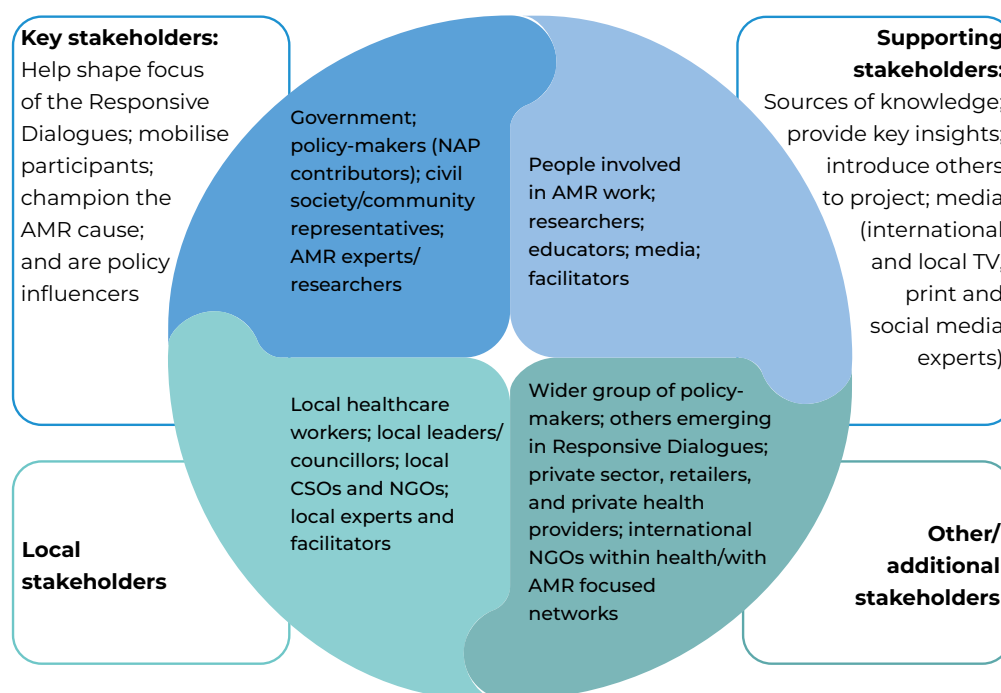 Key stakeholders:
Help shape focus
of the Responsive
Dialogues; mobilise
participants;
champion the
AMR cause;
and are policy
influencers
Government;
policy-makers (NAP
contributors); civil
society/community
representatives;
AMR experts/
researchers
People involved
in AMR work;
researchers;
educators; media;
facilitators
Supporting
stakeholders:
Sources of knowledge;
provide key insights;
introduce others
to project; media
(international
and local TV,
print and
social media
experts)
Local
stakeholders
Local healthcare
workers; local leaders/
councillors; local
CSOs and NGOs;
local experts and
facilitators
Wider group of policy-
makers; others emerging
in Responsive Dialogues;
private sector, retailers,
and private health
providers; international
NGOs within health/with
AMR focused
networks
Other/
additional
stakeholders